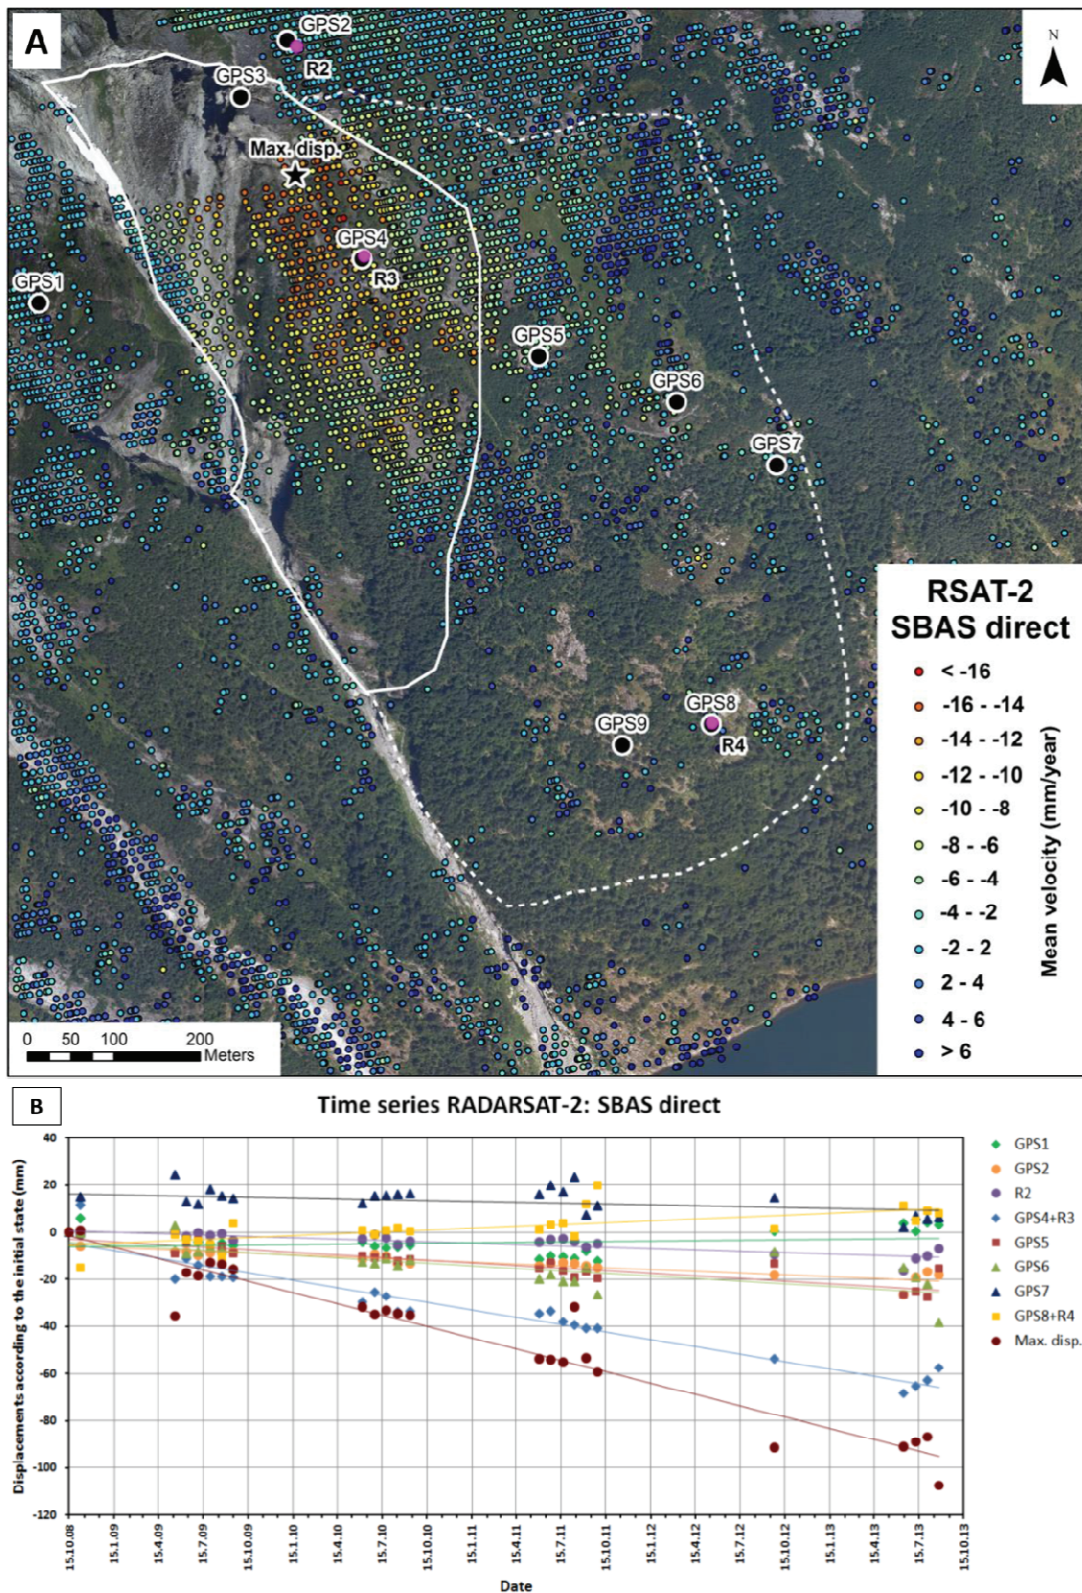 A
N
GPS2
R2
GPS3
Max. disp.
GPS4
R3
GPS1
GPS5
GPS6
GPS7
GPS8
GPS9
R4
RSAT-2
SBAS direct
Mean velocity (mm/year)
< -16
-16 - -14
-14 - -12
-12 - -10
-10 - -8
-8 - -6
-6 - -4
-4 - -2
-2 - 2
2 - 4
4 - 6
> 6
0 50 100 200
Meters
B
Time series RADARSAT-2: SBAS direct
Displacements according to the initial state (mm)
40
20
0
-20
-40
-60
-80
-100
-120
15.10.08
15.1.09
15.4.09
15.7.09
15.10.09
15.1.10
15.4.10
15.7.10
15.10.10
15.1.11
15.4.11
15.7.11
15.10.11
15.1.12
15.4.12
15.7.12
15.10.12
15.1.13
15.4.13
15.7.13
15.10.13
Date
GPS1
GPS2
R2
GPS4+R3
GPS5
GPS6
GPS7
GPS8+R4
Max. disp.